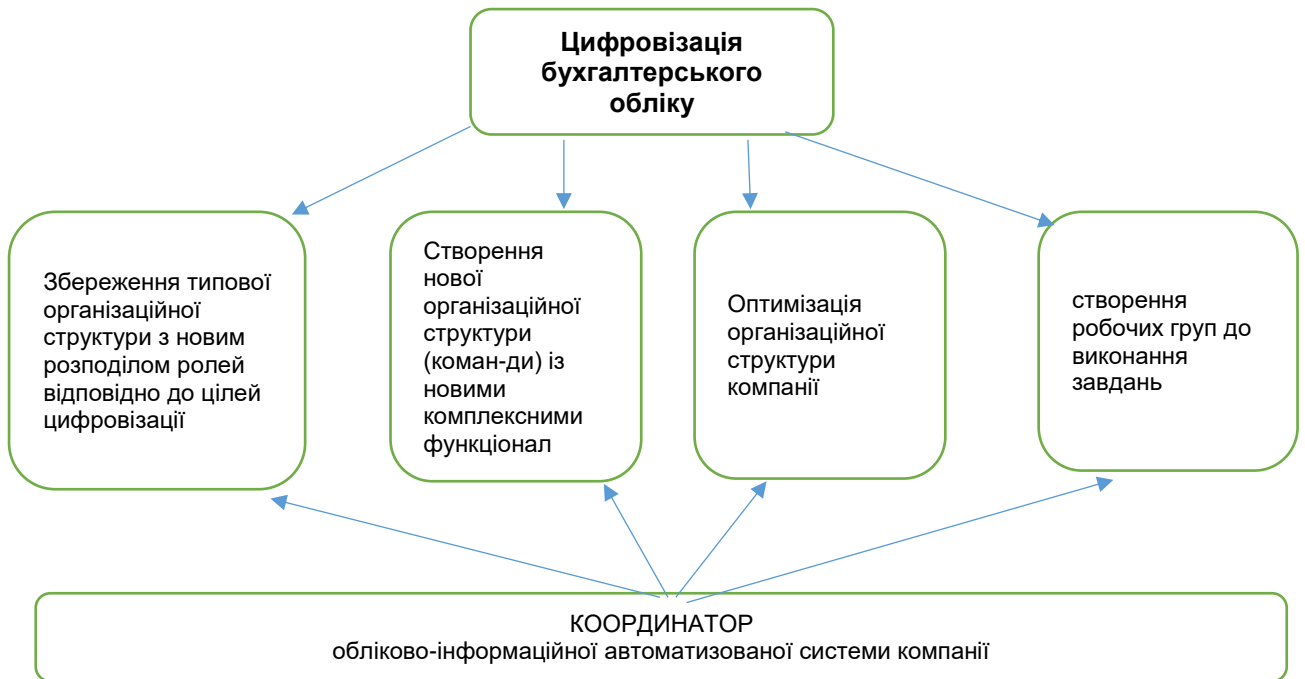 Цифровізація
бухгалтерського
обліку
Збереження типової
організаційної
структури з новим
розподілом ролей
відповідно до цілей
цифровізації
Створення
нової
організаційної
структури
(коман-ди) із
новими
комплексними
функціонал
Оптимізація
організаційної
структури
компанії
створення
робочих груп до
виконання
завдань
КООРДИНАТОР
обліково-інформаційної автоматизованої системи компанії